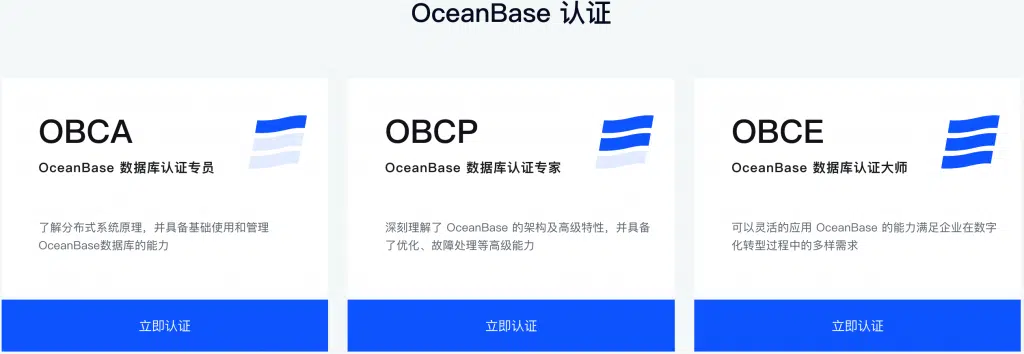 OceanBase 认证
OBCA
OceanBase 数据库认证专员
了解分布式系统原理，并具备基础使用和管理
OceanBase数据库的能力
立即认证
OBCP
OceanBase 数据库认证专家
深刻理解了 OceanBase 的架构及高级特性，并具备
了优化、故障处理等高级能力
立即认证
OBCE
OceanBase 数据库认证大师
可以灵活的应用 OceanBase 的能力满足企业在数字
化转型过程中的多样需求
立即认证